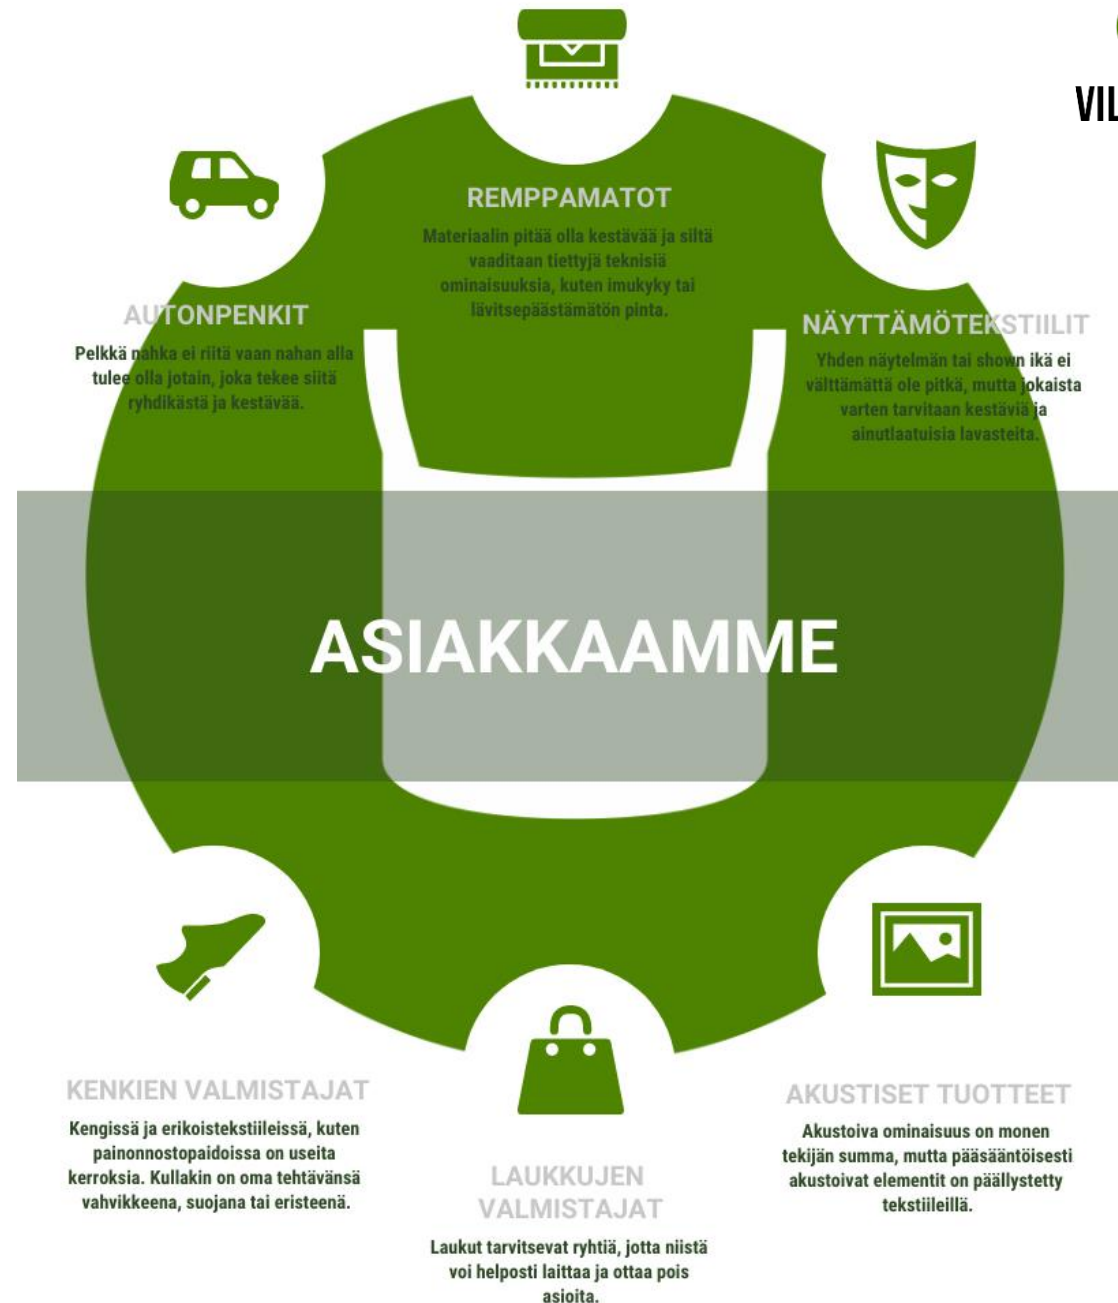 VIL
REMPPAMATOT
Materiaalin pitää olla kestävää ja siltä
vaaditaan tiettyjä teknisiä
ominaisuuksia, kuten imukyky tai
lävitsepäästämätön pinta.
AUTONPENKIT
Pelkkä nahka ei riitä vaan nahan alla
tulee olla jotain, joka tekee siitä
ryhdikästä ja kestävää.
NÄYTTÄMÖTEKSTIILIT
Yhden näytelmän tai shown ikä ei
välttämättä ole pitkä, mutta jokaista
varten tarvitaan kestäviä ja
ainutlaatuisia lavasteita.
ASIAKKAAMME
KENKIEN VALMISTAJAT
Kengissä ja erikoistekstiileissä, kuten
painonnostopaidoissa on useita
kerroksia. Kullakin on oma tehtävänsä
vahvikkeena, suojana tai eristeenä.
LAUKKUJEN
VALMISTAJAT
Laukut tarvitsevat ryhtiä, jotta niistä
voi helposti laittaa ja ottaa pois
asioita.
AKUSTISET TUOTTEET
Akustoiva ominaisuus on monen
tekijän summa, mutta pääsääntöisesti
akustoivat elementit on päällystetty
tekstiileillä.